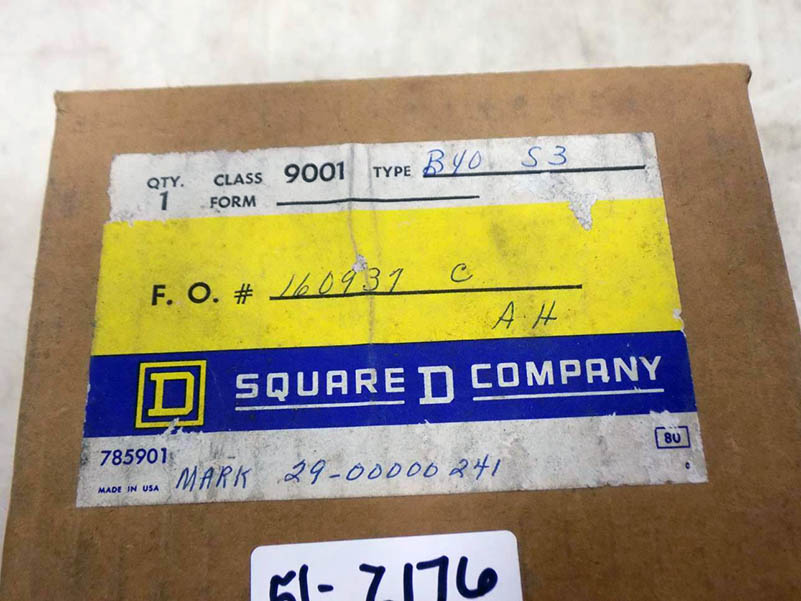 QTY. CLASS 9001 TYPE B40 S3
1 FORM
F. O. # 160937 C
A.H
D SQUARE D COMPANY
785901
8U
MADE IN USA MARK 29-00000241
51-7176